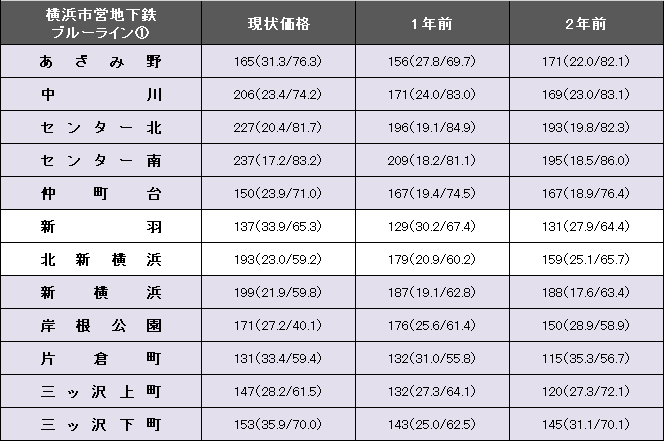 横浜市営地下鉄
ブルーライン① 現状価格 1年前 2年前
あざみ野 165(31.3/76.3) 156(27.8/69.7) 171(22.0/82.1)
中川 206(23.4/74.2) 171(24.0/83.0) 169(23.0/83.1)
センター北 227(20.4/81.7) 196(19.1/84.9) 193(19.8/82.3)
センター南 237(17.2/83.2) 209(18.2/81.1) 195(18.5/86.0)
仲町台 150(23.9/71.0) 167(19.4/74.5) 167(18.9/76.4)
新羽 137(33.9/65.3) 129(30.2/67.4) 131(27.9/64.4)
北新横浜 193(23.0/59.2) 179(20.9/60.2) 159(25.1/65.7)
新横浜 199(21.9/59.8) 187(19.1/62.8) 188(17.6/63.4)
岸根公園 171(27.2/40.1) 176(25.6/61.4) 150(28.9/58.9)
片倉町 131(33.4/59.4) 132(31.0/55.8) 115(35.3/56.7)
三ッ沢上町 147(28.2/61.5) 132(27.3/64.1) 120(27.3/72.1)
三ッ沢下町 153(35.9/70.0) 143(25.0/62.5) 145(31.1/70.1)